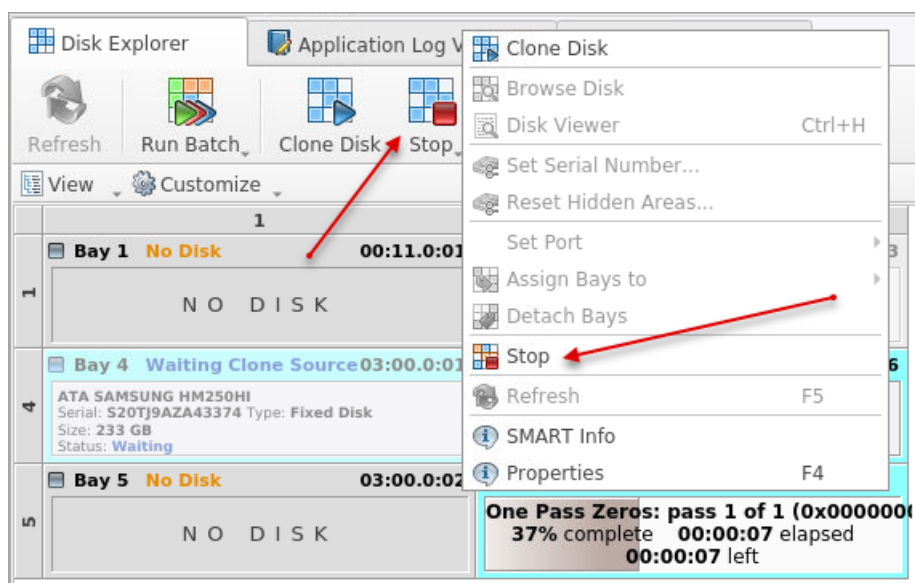 Disk Explorer
Application Log V
Refresh
Run Batch
Clone Disk
Stop
View
Customize
1
Bay 1 No Disk 00:11.0:01
3
1
NO DISK
Bay 4 Waiting Clone Source 03:00.0:01
6
4
ATA SAMSUNG HM250HI
Serial: S20TJ9AZA43374 Type: Fixed Disk
Size: 233 GB
Status: Waiting
Bay 5 No Disk 03:00.0:02
5
NO DISK
One Pass Zeros: pass 1 of 1 (0x0000000
37% complete 00:00:07 elapsed
00:00:07 left
Clone Disk
Browse Disk
Disk Viewer Ctrl+H
Set Serial Number...
Reset Hidden Areas...
Set Port
Assign Bays to
Detach Bays
Stop
Refresh F5
SMART Info
Properties F4